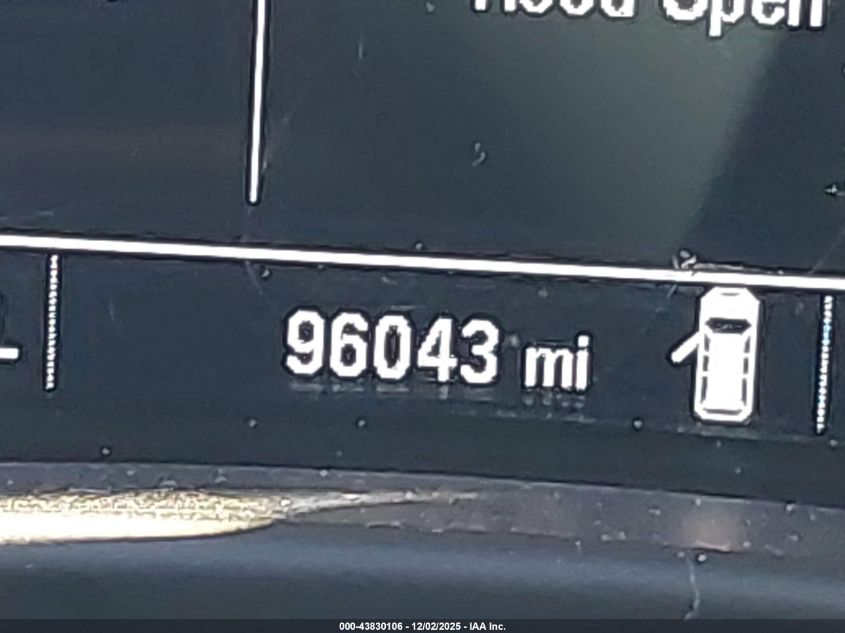 Hood Open
96043 mi
000-43830106 - 12/02/2025 - IAA Inc.